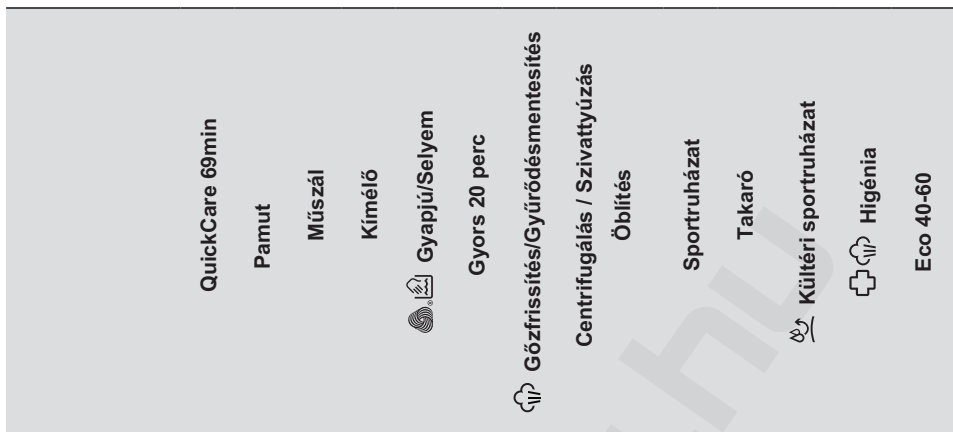 QuickCare 69min
Pamut
Műszál
Kímélő
Gyapjú/Selyem
Gyors 20 perc
Gőzfrissítés/Gyűrődésmentesítés
Centrifugálás / Szivattyúzás
Öblítés
Sportruházat
Takaró
Kültéri sportruházat
Higénia
Eco 40-60
.hu